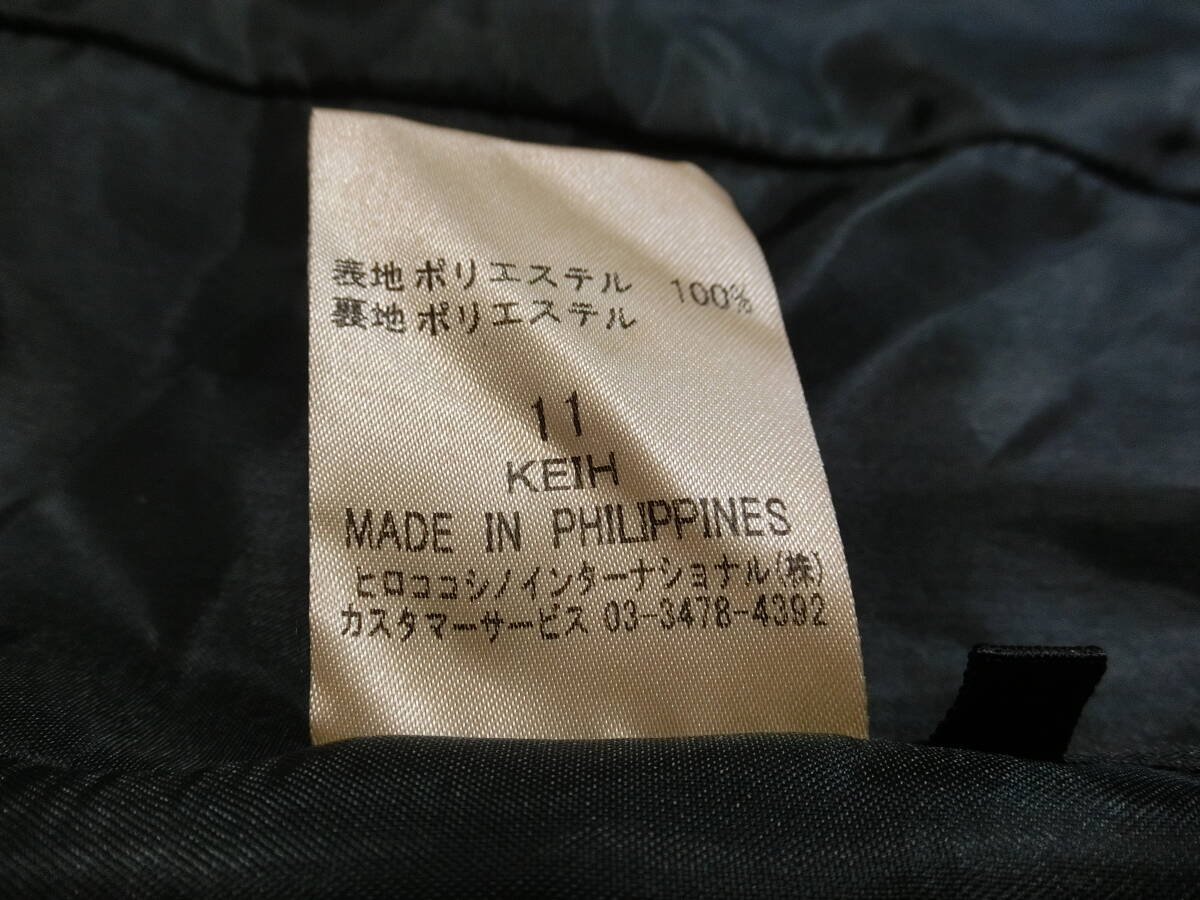 表地 ポリエステル 100%
裏地 ポリエステル
11
KEIH
MADE IN PHILIPPINES
ヒロココシノインターナショナル(株)
カスタマーサービス 03-3478-4392